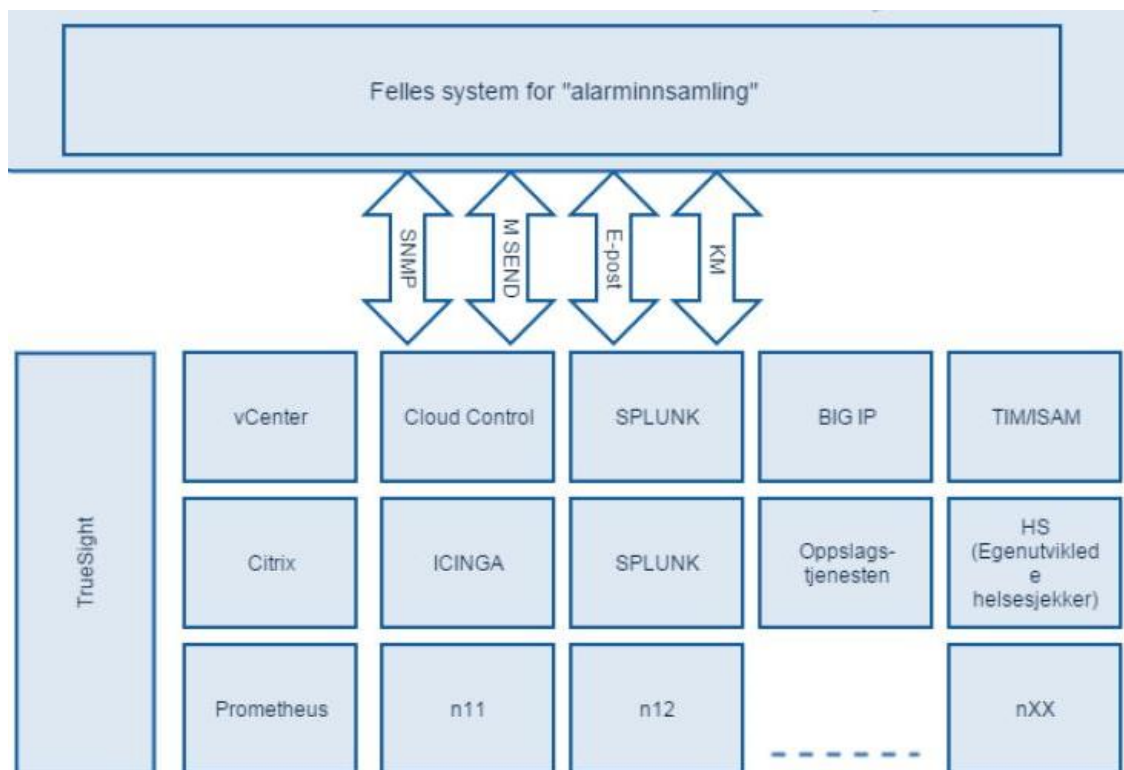 Felles system for "alarminnsamling"
SNMP
M SEND
E-post
KM
TrueSight
vCenter
Cloud Control
SPLUNK
BIG IP
TIM/ISAM
Citrix
ICINGA
SPLUNK
Oppslags-
tjenesten
HS
(Egenutvikled
e
helsesjekker)
Prometheus
n11
n12
nXX